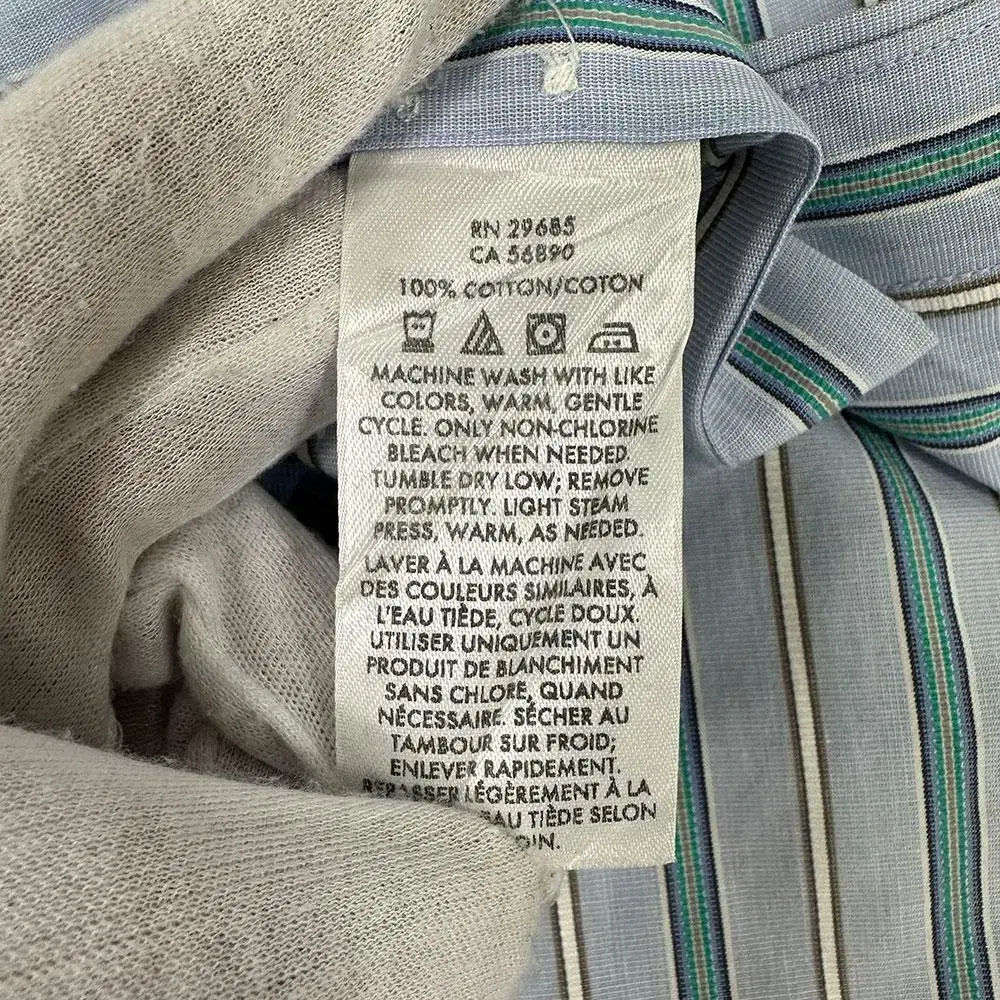 RN 29685
CA 56890
100% COTTON/COTON
MACHINE WASH WITH LIKE
COLORS, WARM, GENTLE
CYCLE. ONLY NON-CHLORINE
BLEACH WHEN NEEDED.
TUMBLE DRY LOW; REMOVE
PROMPTLY. LIGHT STEAM
PRESS, WARM, AS NEEDED.
LAVER À LA MACHINE AVEC
DES COULEURS SIMILAIRES, À
L'EAU TIÈDE, CYCLE DOUX.
UTILISER UNIQUEMENT UN
PRODUIT DE BLANCHIMENT
SANS CHLORE, QUAND
NÉCESSAIRE. SÉCHER AU
TAMBOUR SUR FROID;
ENLEVER RAPIDEMENT.
REPASSER LÉGÈREMENT À LA
TIÈDE SELON